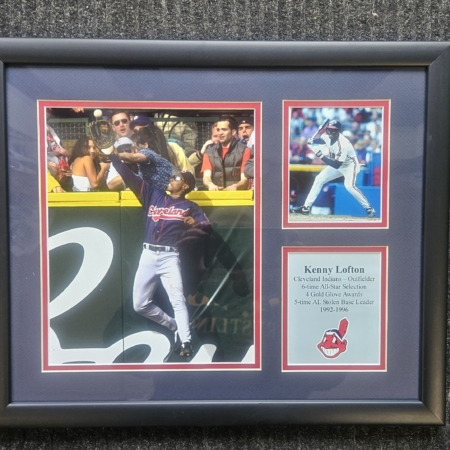 Cleveland
Kenny Lofton
Cleveland Indians – Outfielder
6-time All-Star Selection
4 Gold Glove Awards
5-time AL Stolen Base Leader
1992-1996